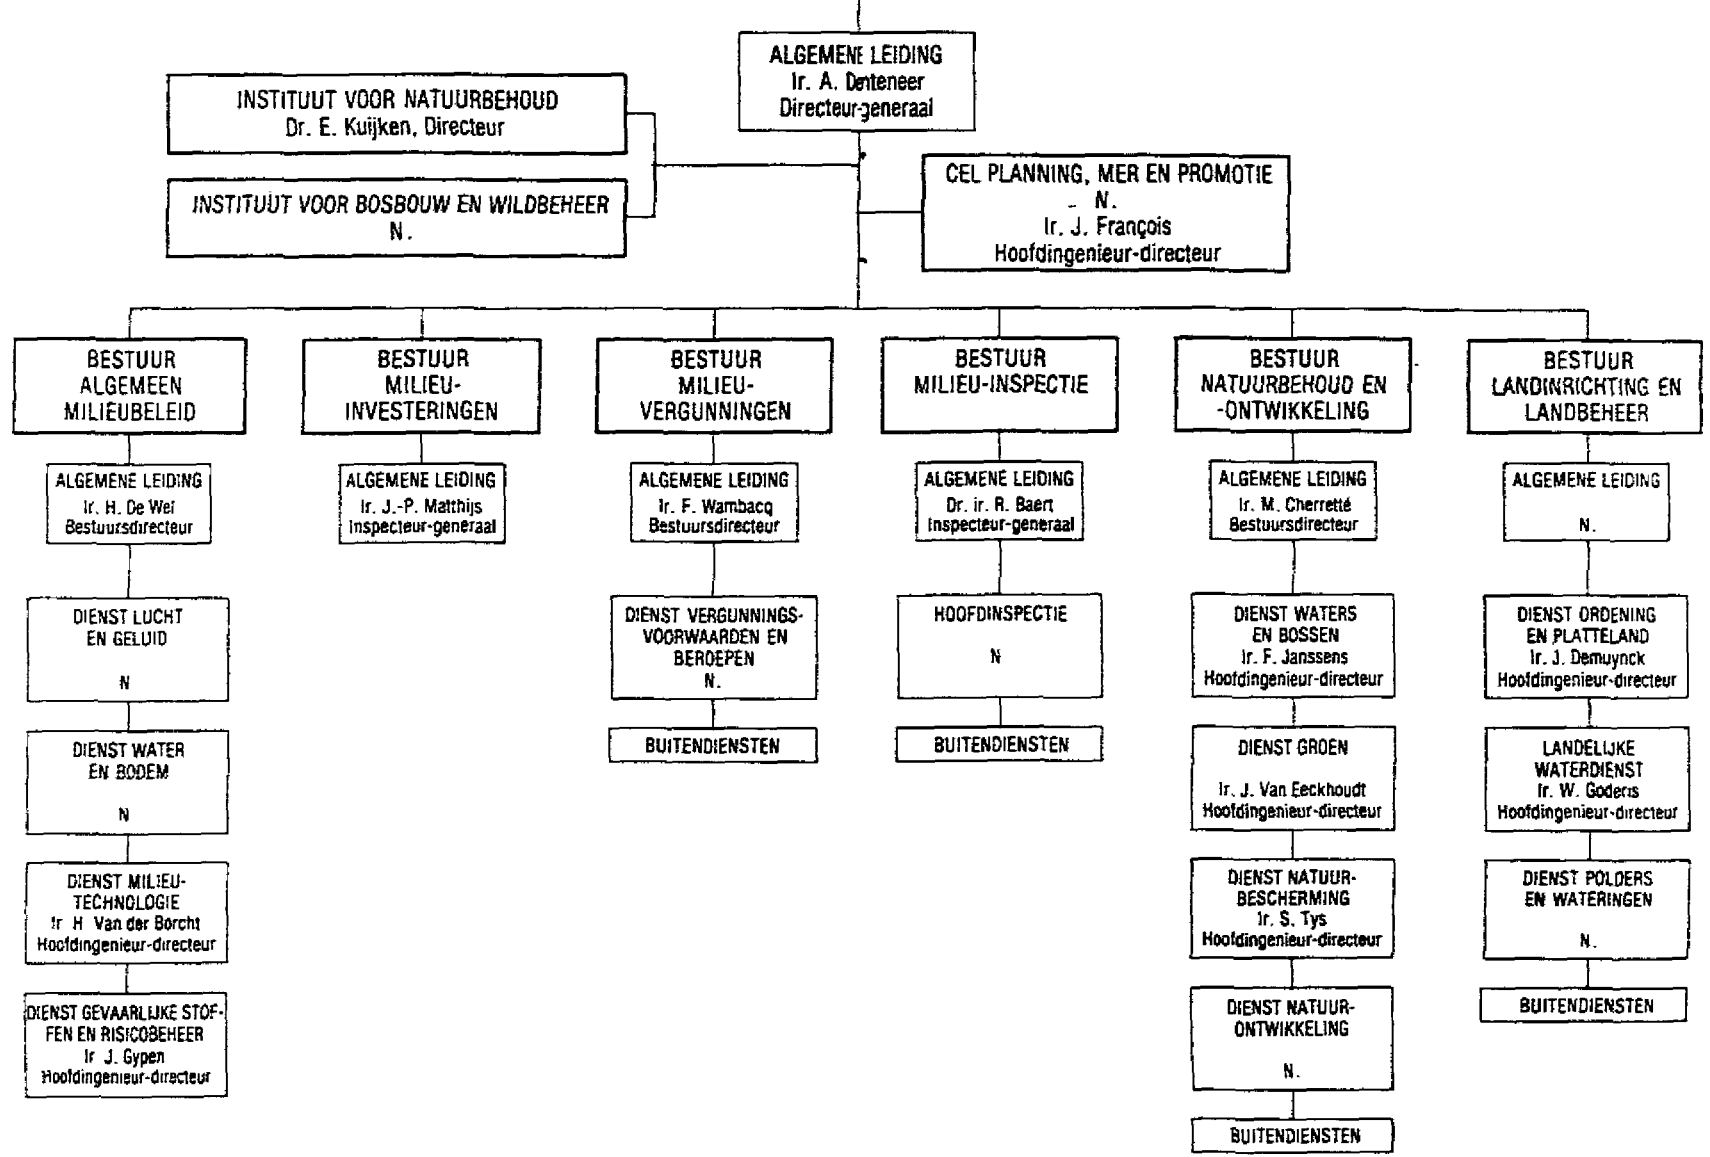 ALGEMENE LEIDING
Ir. A. Demteneer
Directeur-generaal
INSTITUUT VOOR NATUURBEHOUD
Dr. E. Kuijken, Directeur
INSTITUUT VOOR BOSBOUW EN WILDBEHEER
N.
CEL PLANNING, MER EN PROMOTIE
N.
Ir. J. François
Hoofdingenieur-directeur
BESTUUR
ALGEMEEN
MILIEUBELEID
ALGEMENE LEIDING
Ir. H. De Wel
Bestuursdirecteur
DIENST LUCHT
EN GELUID
N
DIENST WATER
EN BODEM
N
DIENST MILIEU-
TECHNOLOGIE
Ir H Van der Borcht
Hoofdingenieur-directeur
DIENST GEVAARLIJKE STOF-
FEN EN RISICOBEHEER
Ir J. Gypen
Hoofdingenieur-directeur
BESTUUR
MILIEU-
INVESTERINGEN
ALGEMENE LEIDING
Ir. J.-P. Matthijs
Inspecteur-generaal
BESTUUR
MILIEU-
VERGUNNINGEN
ALGEMENE LEIDING
Ir. F. Wambacq
Bestuursdirecteur
DIENST VERGUNNINGS-
VOORWAARDEN EN
BEROEPEN
N.
BUITENDIENSTEN
BESTUUR
MILIEU-INSPECTIE
ALGEMENE LEIDING
Dr. ir. R. Baert
Inspecteur-generaal
HOOFDINSPECTIE
N
BUITENDIENSTEN
BESTUUR
NATUURBEHOUD EN
-ONTWIKKELING
ALGEMENE LEIDING
Ir. M. Cherretté
Bestuursdirecteur
DIENST WATERS
EN BOSSEN
Ir. F. Janssens
Hoofdingenieur-directeur
DIENST GROEN
Ir. J. Van Eeckhoudt
Hoofdingenieur-directeur
DIENST NATUUR-
BESCHERMING
Ir. S. Tys
Hoofdingenieur-directeur
DIENST NATUUR-
ONTWIKKELING
N.
BUITENDIENSTEN
BESTUUR
LANDINRICHTING EN
LANDBEHEER
ALGEMENE LEIDING
N.
DIENST ORDENING
EN PLATTELAND
Ir. J. Demuynck
Hoofdingenieur-directeur
LANDELIJKE
WATERDIENST
Ir. W. Goderis
Hoofdingenieur-directeur
DIENST POLDERS
EN WATERINGEN
N.
BUITENDIENSTEN